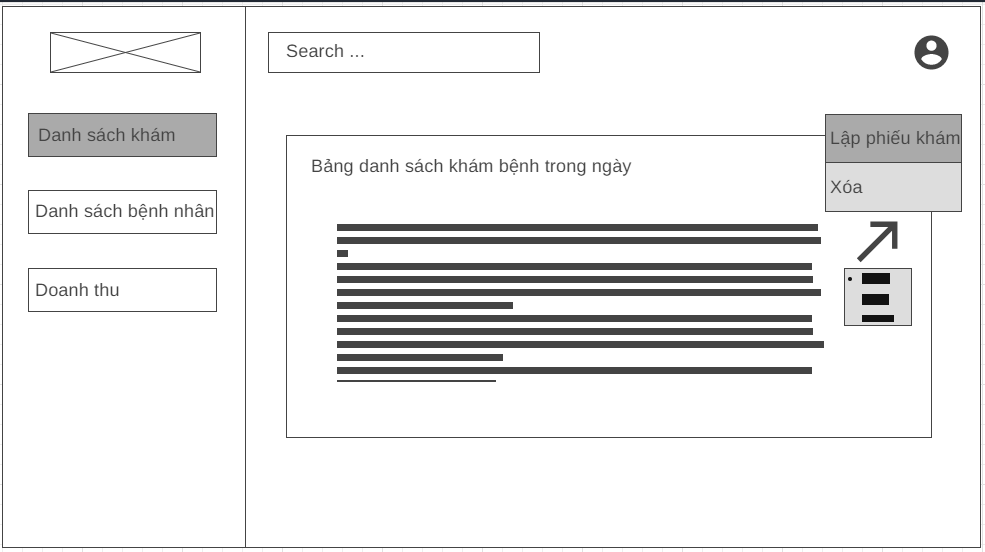 Search ...
Danh sách khám
Danh sách bệnh nhân
Doanh thu
Bảng danh sách khám bệnh trong ngày
Lập phiếu khám
Xóa